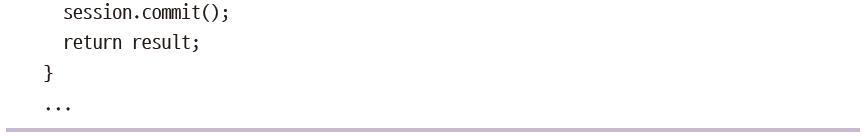 session.commit();
return result;
}
...